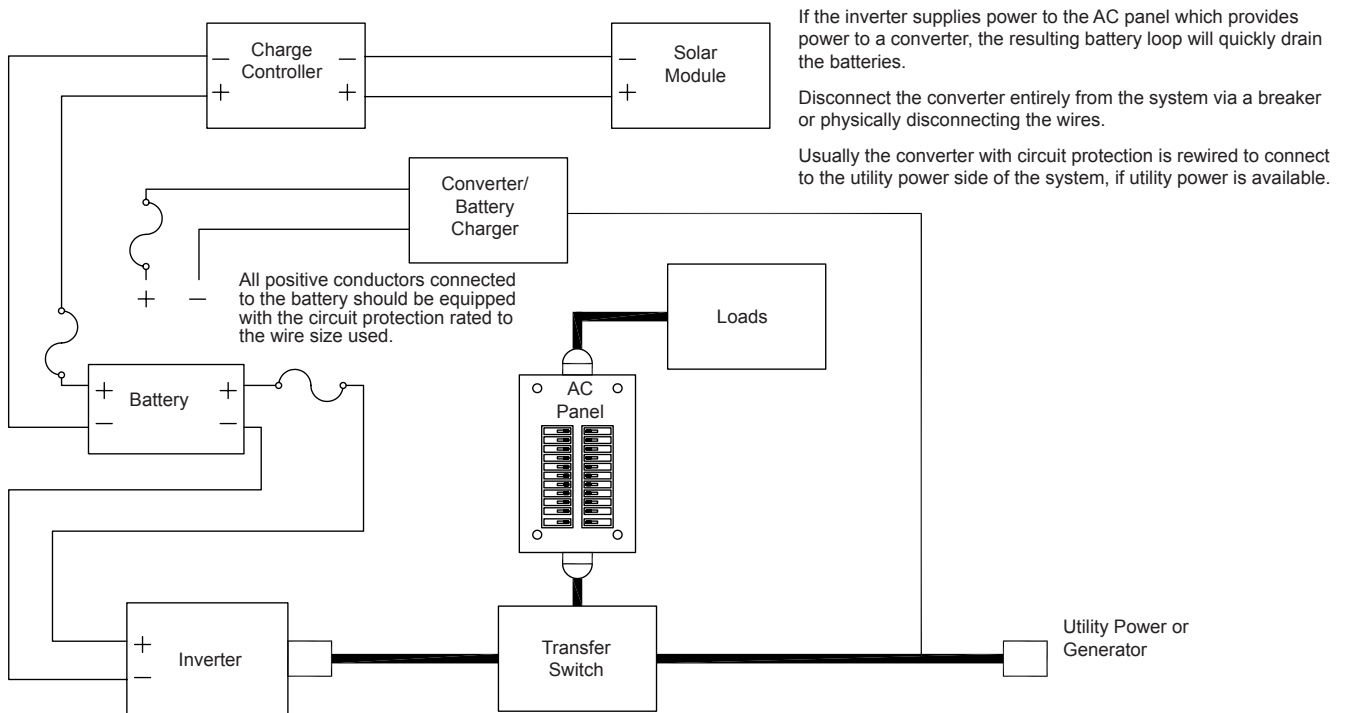 If the inverter supplies power to the AC panel which provides
power to a converter, the resulting battery loop will quickly drain
the batteries.
Disconnect the converter entirely from the system via a breaker
or physically disconnecting the wires.
Usually the converter with circuit protection is rewired to connect
to the utility power side of the system, if utility power is available.
Charge
Controller
— —
+ +
Solar
Module
—
+
Converter/
Battery
Charger
+ —
All positive conductors connected
to the battery should be equipped
with the circuit protection rated to
the wire size used.
Loads
Battery
+ +
— —
AC
Panel
Inverter
+
—
Transfer
Switch
Utility Power or
Generator